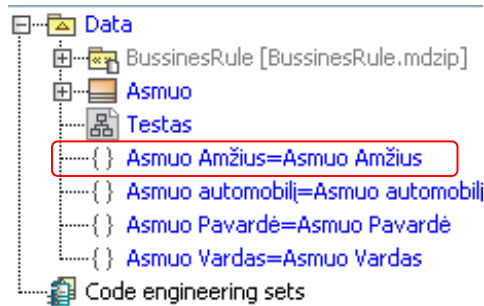 Data
BussinesRule [BussinesRule.mdzip]
Asmuo
Testas
{ } Asmuo Amžius=Asmuo Amžius
{ } Asmuo automobilį=Asmuo automobilį
{ } Asmuo Pavardė=Asmuo Pavardė
{ } Asmuo Vardas=Asmuo Vardas
Code engineering sets